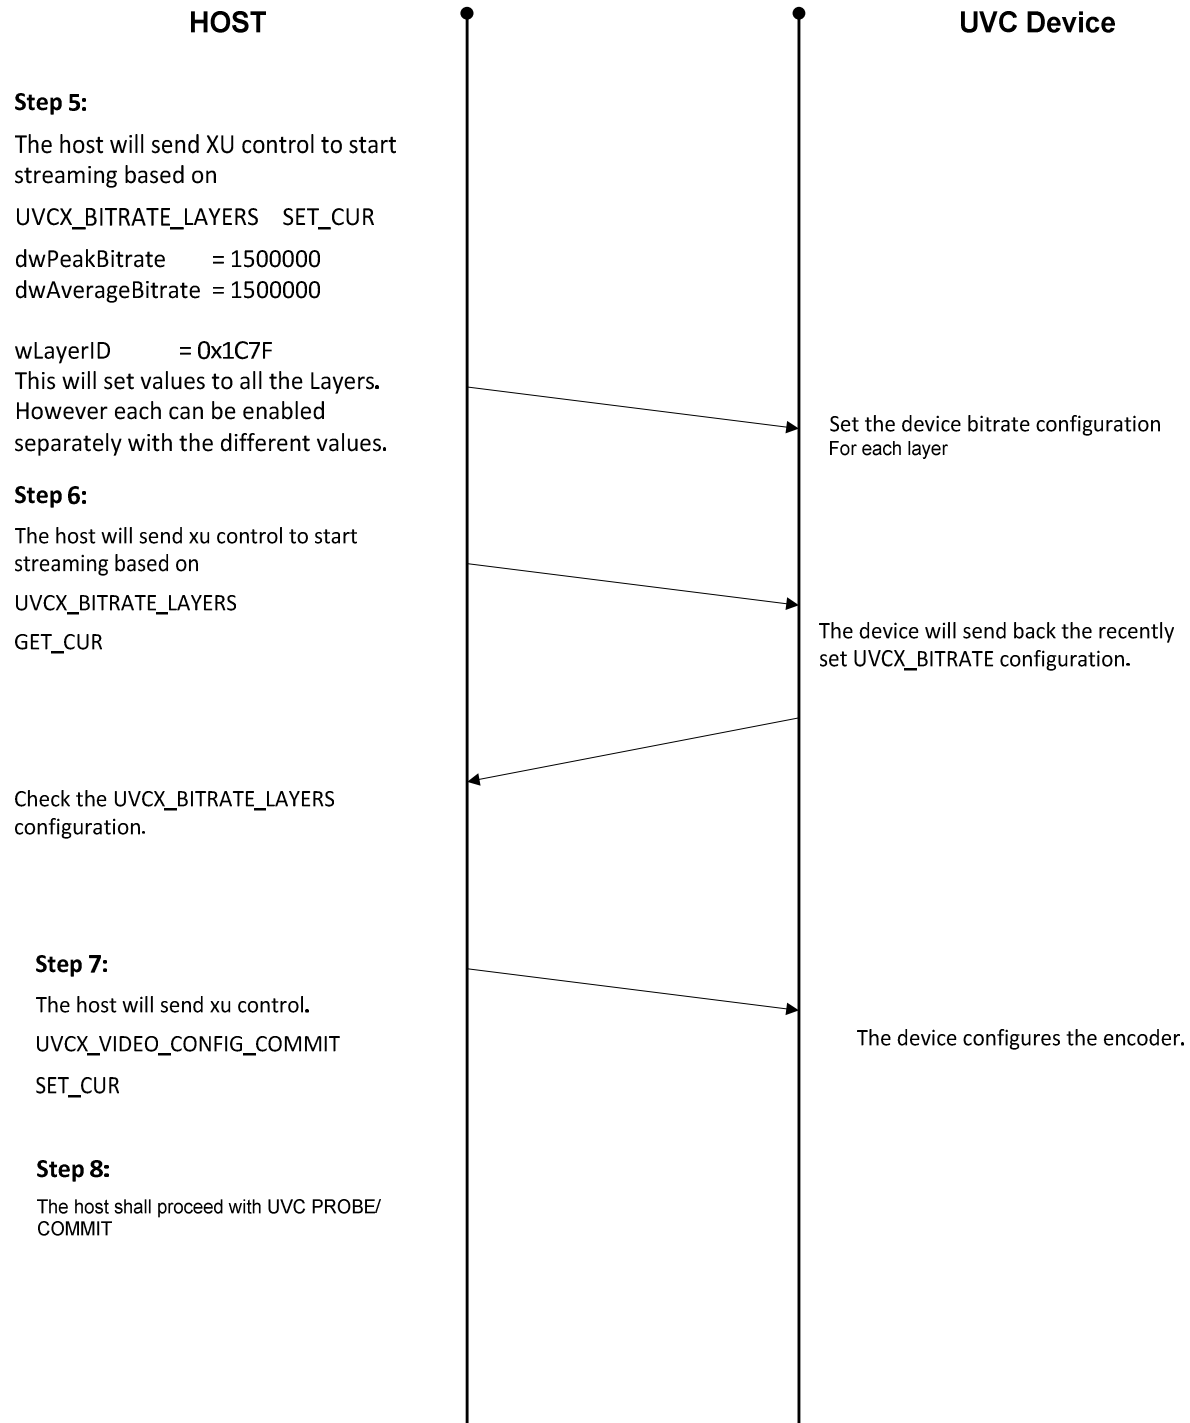 HOST
UVC Device
Step 5:
The host will send XU control to start
streaming based on
UVCX_BITRATE_LAYERS SET_CUR
dwPeakBitrate = 1500000
dwAverageBitrate = 1500000
wLayerID = 0x1C7F
This will set values to all the Layers.
However each can be enabled
separately with the different values.
Set the device bitrate configuration
For each layer
Step 6:
The host will send xu control to start
streaming based on
UVCX_BITRATE_LAYERS
GET_CUR
The device will send back the recently
set UVCX_BITRATE configuration.
Check the UVCX_BITRATE_LAYERS
configuration.
Step 7:
The host will send xu control.
UVCX_VIDEO_CONFIG_COMMIT
SET_CUR
The device configures the encoder.
Step 8:
The host shall proceed with UVC PROBE/
COMMIT